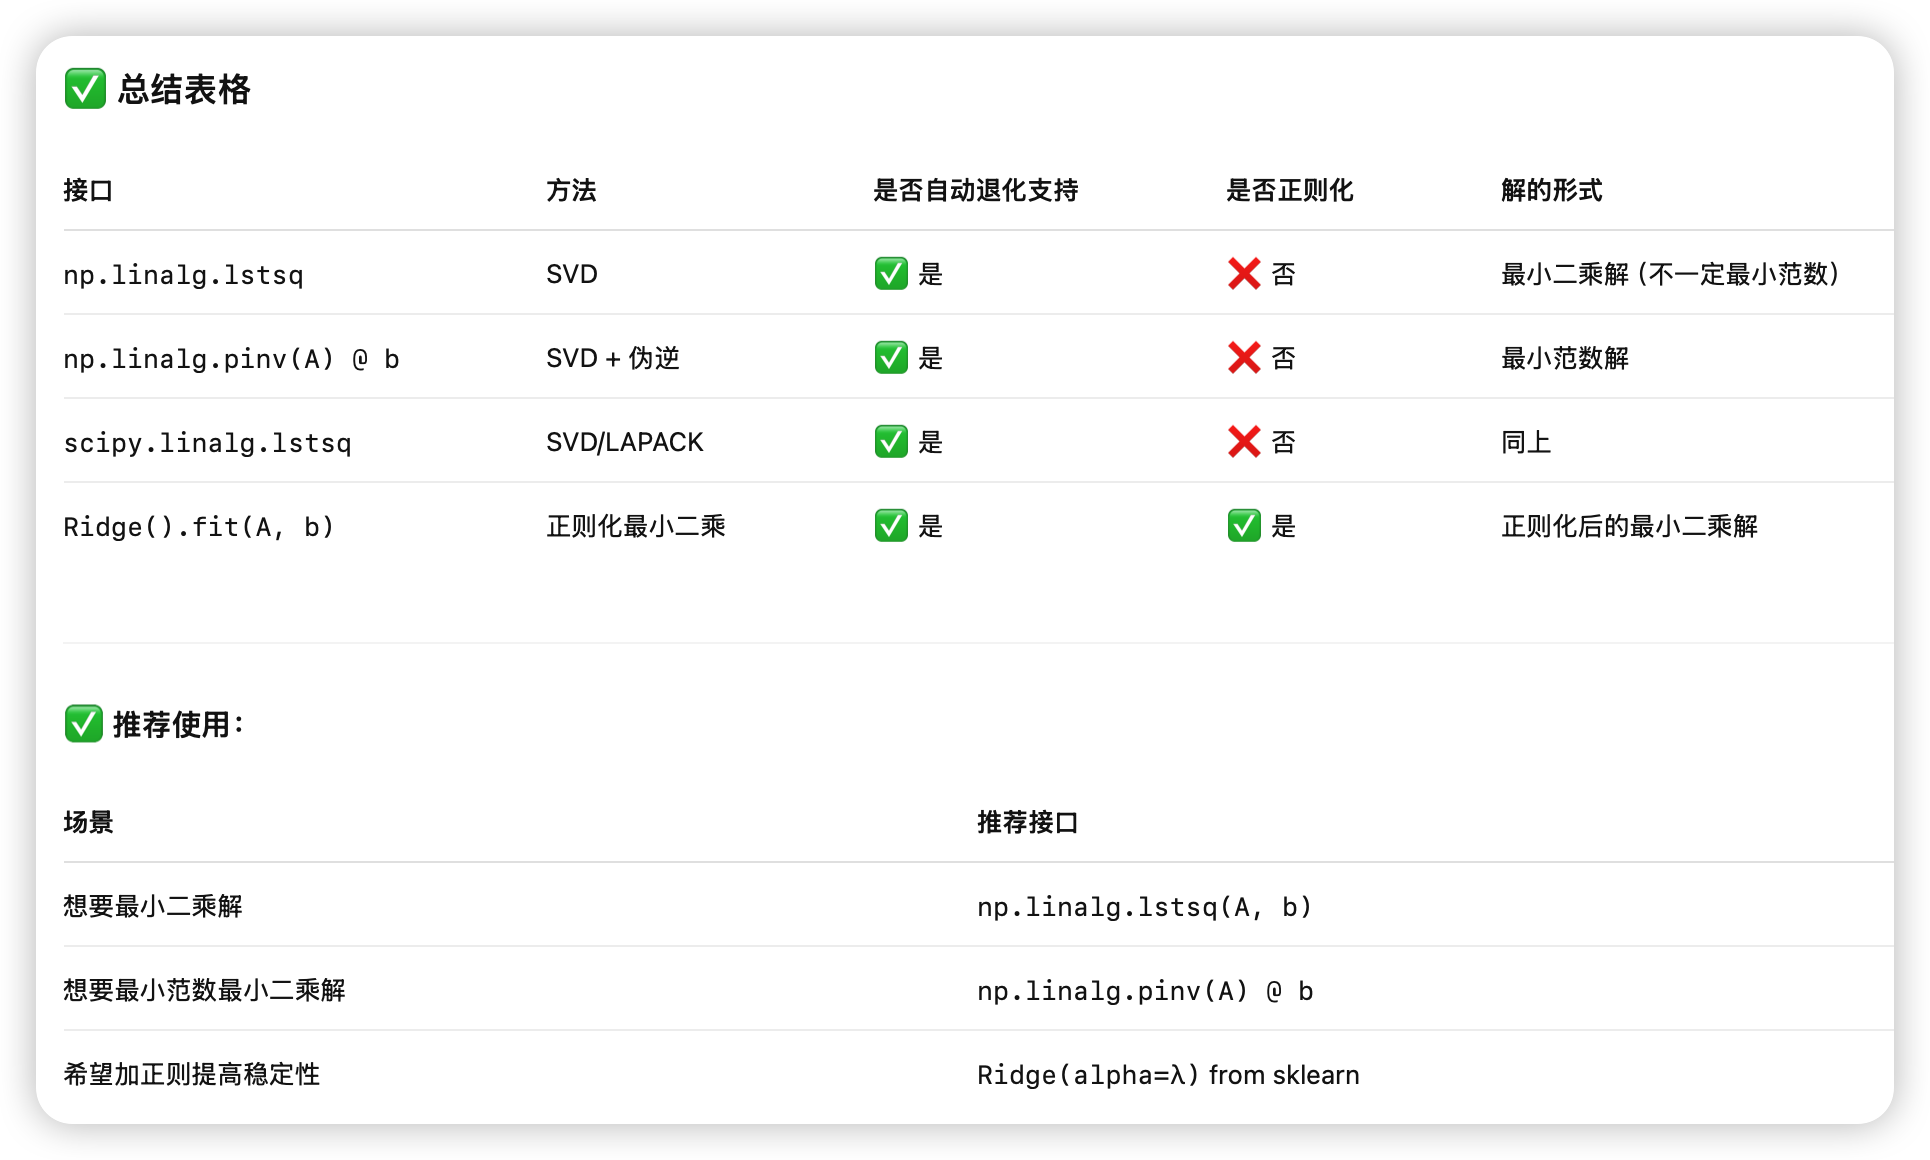 ✅ 总结表格
接口 方法 是否自动退化支持 是否正则化 解的形式
np.linalg.lstsq SVD ✅ 是 ❌ 否 最小二乘解（不一定最小范数）
np.linalg.pinv(A) @ b SVD + 伪逆 ✅ 是 ❌ 否 最小范数解
scipy.linalg.lstsq SVD/LAPACK ✅ 是 ❌ 否 同上
Ridge().fit(A, b) 正则化最小二乘 ✅ 是 ✅ 是 正则化后的最小二乘解
✅ 推荐使用：
场景 推荐接口
想要最小二乘解 np.linalg.lstsq(A, b)
想要最小范数最小二乘解 np.linalg.pinv(A) @ b
希望加正则提高稳定性 Ridge(alpha=λ) from sklearn